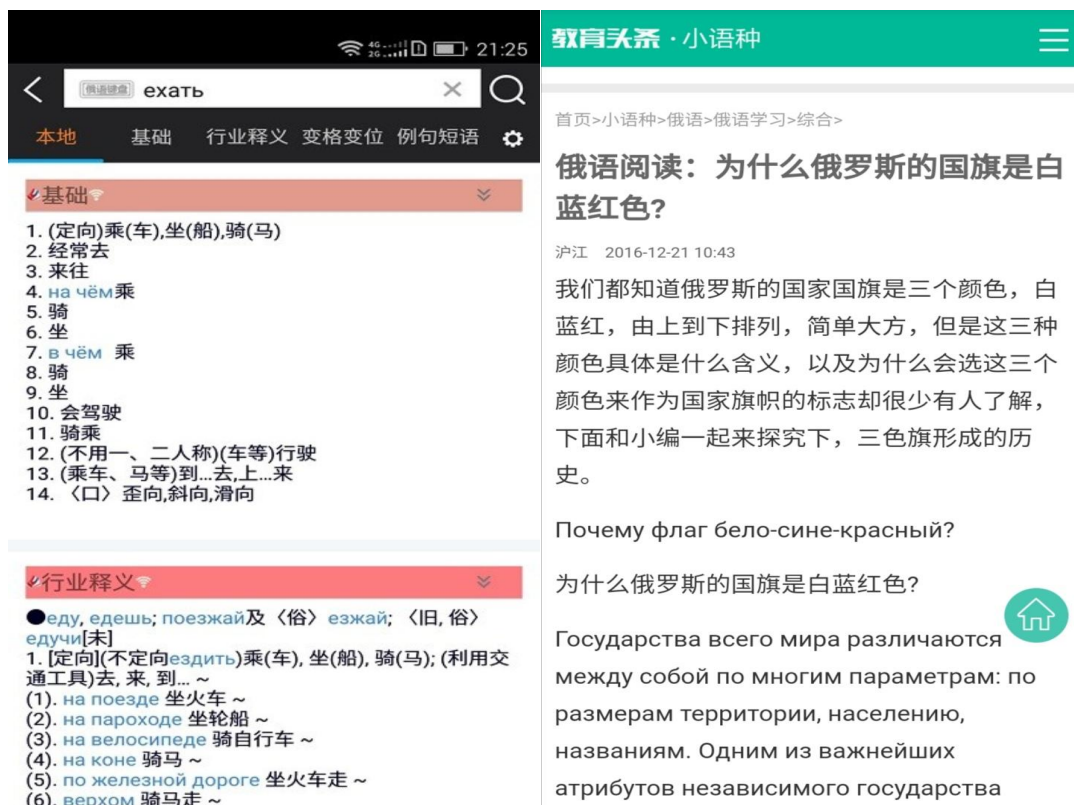 4G
2G
21:25
俄语键盘 ехать
本地 基础 行业释义 变格变位 例句短语
基础
1. (定向)乘(车),坐(船),骑(马)
2. 经常去
3. 来往
4. на чём乘
5. 骑
6. 坐
7. в чём 乘
8. 骑
9. 坐
10. 会驾驶
11. 骑乘
12. (不用一、二人称)(车等)行驶
13. (乘车、马等)到...去,上...来
14. 〈口〉歪向,斜向,滑向
行业释义
●еду, едешь; поезжай及〈俗〉езжай; 〈旧, 俗〉
едучи[未]
1. [定向](不定向ездить)乘(车), 坐(船), 骑(马); (利用交
通工具)去, 来, 到... ~
(1). на поезде 坐火车 ~
(2). на пароходе 坐轮船 ~
(3). на велосипеде 骑自行车 ~
(4). на коне 骑马 ~
(5). по железной дороге 坐火车走 ~
(6). верхом 骑马走 ~
教育头条 · 小语种
首页>小语种>俄语>俄语学习>综合>
俄语阅读：为什么俄罗斯的国旗是白
蓝红色?
沪江 2016-12-21 10:43
我们都知道俄罗斯的国家国旗是三个颜色，白
蓝红，由上到下排列，简单大方，但是这三种
颜色具体是什么含义，以及为什么会选这三个
颜色来作为国家旗帜的标志却很少有人了解，
下面和小编一起来探究下，三色旗形成的历
史。
Почему флаг бело-сине-красный?
为什么俄罗斯的国旗是白蓝红色?
Государства всего мира различаются
между собой по многим параметрам: по
размерам территории, населению,
названиям. Одним из важнейших
атрибутов независимого государства